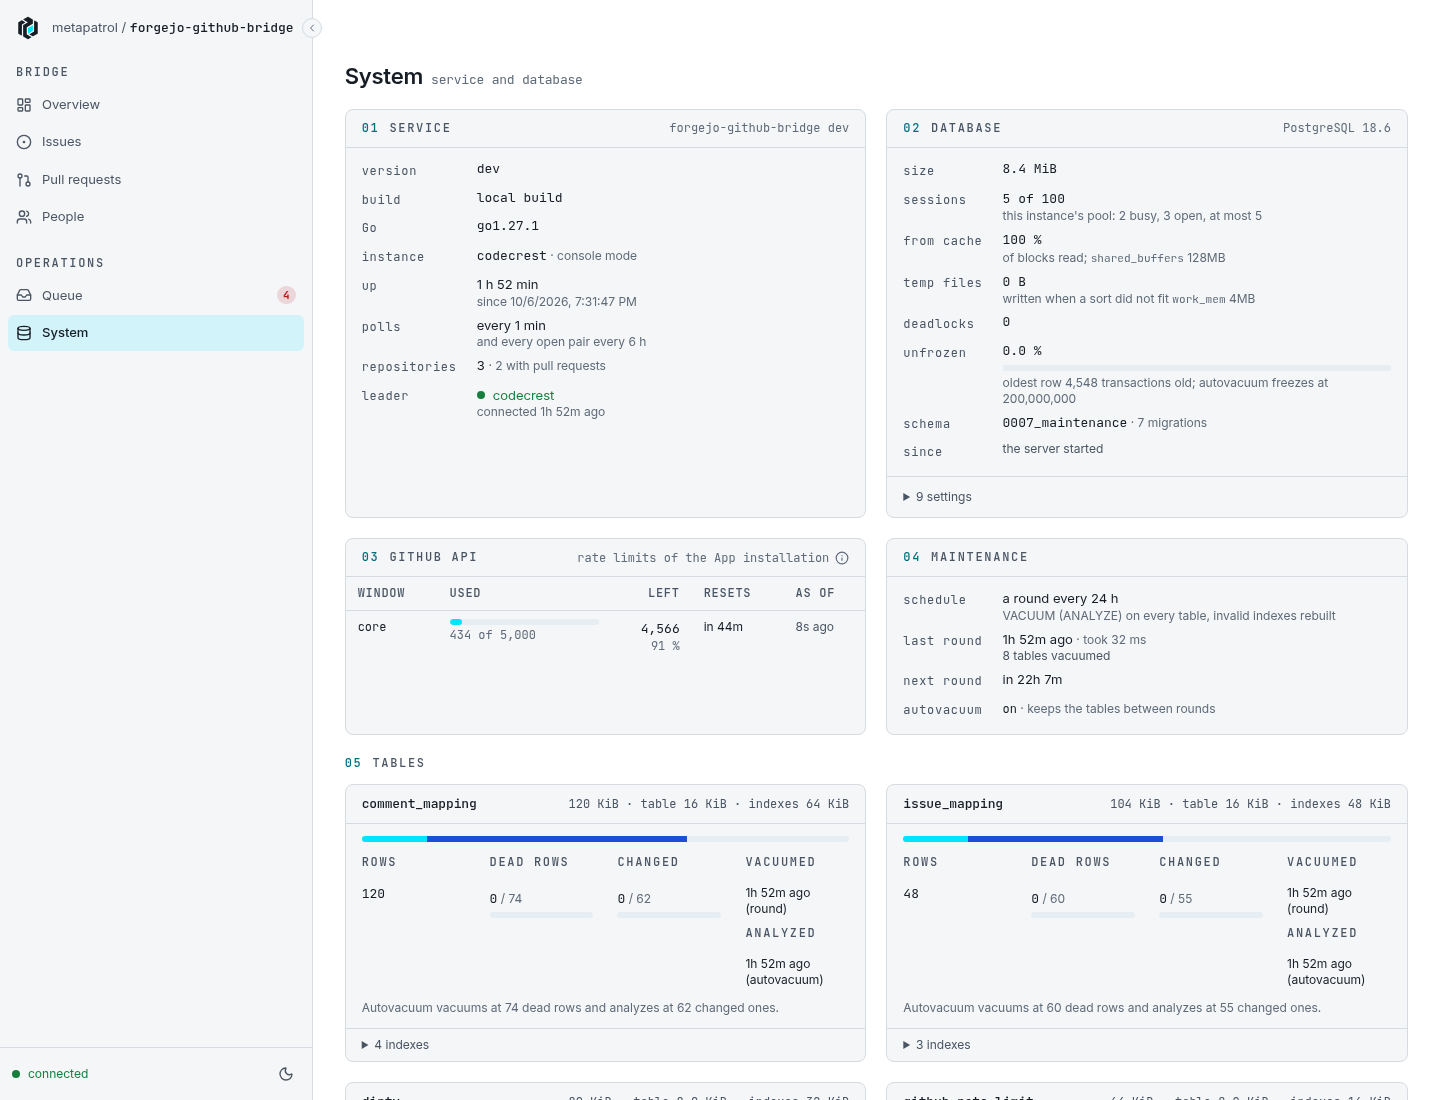 metapatrol / forgejo-github-bridge
BRIDGE
Overview
Issues
Pull requests
People
OPERATIONS
Queue 4
System
connected
System service and database
01 SERVICE forgejo-github-bridge dev
version dev
build local build
Go go1.27.1
instance codecrest · console mode
up 1 h 52 min
since 10/6/2026, 7:31:47 PM
polls every 1 min
and every open pair every 6 h
repositories 3 · 2 with pull requests
leader codecrest
connected 1h 52m ago
02 DATABASE PostgreSQL 18.6
size 8.4 MiB
sessions 5 of 100
this instance's pool: 2 busy, 3 open, at most 5
from cache 100 %
of blocks read; shared_buffers 128MB
temp files 0 B
written when a sort did not fit work_mem 4MB
deadlocks 0
unfrozen 0.0 %
oldest row 4,548 transactions old; autovacuum freezes at
200,000,000
schema 0007_maintenance · 7 migrations
since the server started
9 settings
03 GITHUB API rate limits of the App installation
WINDOW USED LEFT RESETS AS OF
core 434 of 5,000 4,566 in 44m 8s ago
91 %
04 MAINTENANCE
schedule a round every 24 h
VACUUM (ANALYZE) on every table, invalid indexes rebuilt
last round 1h 52m ago · took 32 ms
8 tables vacuumed
next round in 22h 7m
autovacuum on · keeps the tables between rounds
05 TABLES
comment_mapping 120 KiB · table 16 KiB · indexes 64 KiB
ROWS DEAD ROWS CHANGED VACUUMED
120 0 / 74 0 / 62 1h 52m ago
(round)
ANALYZED
1h 52m ago
(autovacuum)
Autovacuum vacuums at 74 dead rows and analyzes at 62 changed ones.
4 indexes
issue_mapping 104 KiB · table 16 KiB · indexes 48 KiB
ROWS DEAD ROWS CHANGED VACUUMED
48 0 / 60 0 / 55 1h 52m ago
(round)
ANALYZED
1h 52m ago
(autovacuum)
Autovacuum vacuums at 60 dead rows and analyzes at 55 changed ones.
3 indexes